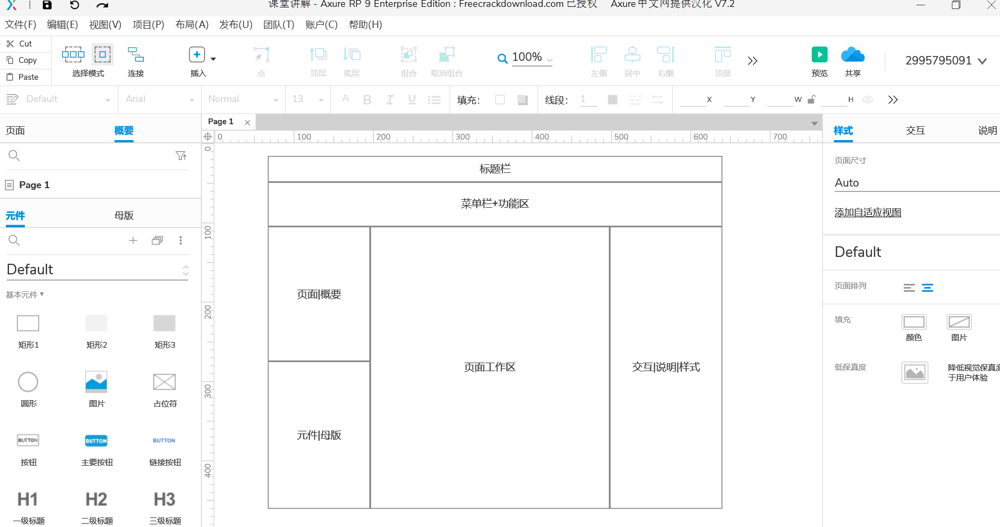 课堂讲解 - Axure RP 9 Enterprise Edition : Freecrackdownload.com 已授权 Axure中文网提供汉化 V7.2
文件(F) 编辑(E) 视图(V) 项目(P) 布局(A) 发布(U) 团队(T) 账户(C) 帮助(H)
Cut
Copy
Paste
选择模式 连接 插入 点 顶层 底层 组合 取消组合 100% 左侧 居中 右侧 顶部 预览 共享 2995795091
Default Arial Normal 13 A B I U 填充: 线段: 1 X Y W H
页面 概要
Page 1
0 100 200 300 400 500 600 700
0
100
200
300
400
Page 1
元件 母版
Default
基本元件
矩形1 矩形2 矩形3
圆形 图片 占位符
BUTTON BUTTON BUTTON
按钮 主要按钮 链接按钮
H1 H2 H3
一级标题 二级标题 三级标题
标题栏
菜单栏+功能区
页面|概要
页面工作区
交互|说明|样式
元件|母版
样式 交互 说明
页面尺寸
Auto
添加自适应视图
Default
页面排列
填充
颜色 图片
低保真度
降低视觉保真度
于用户体验